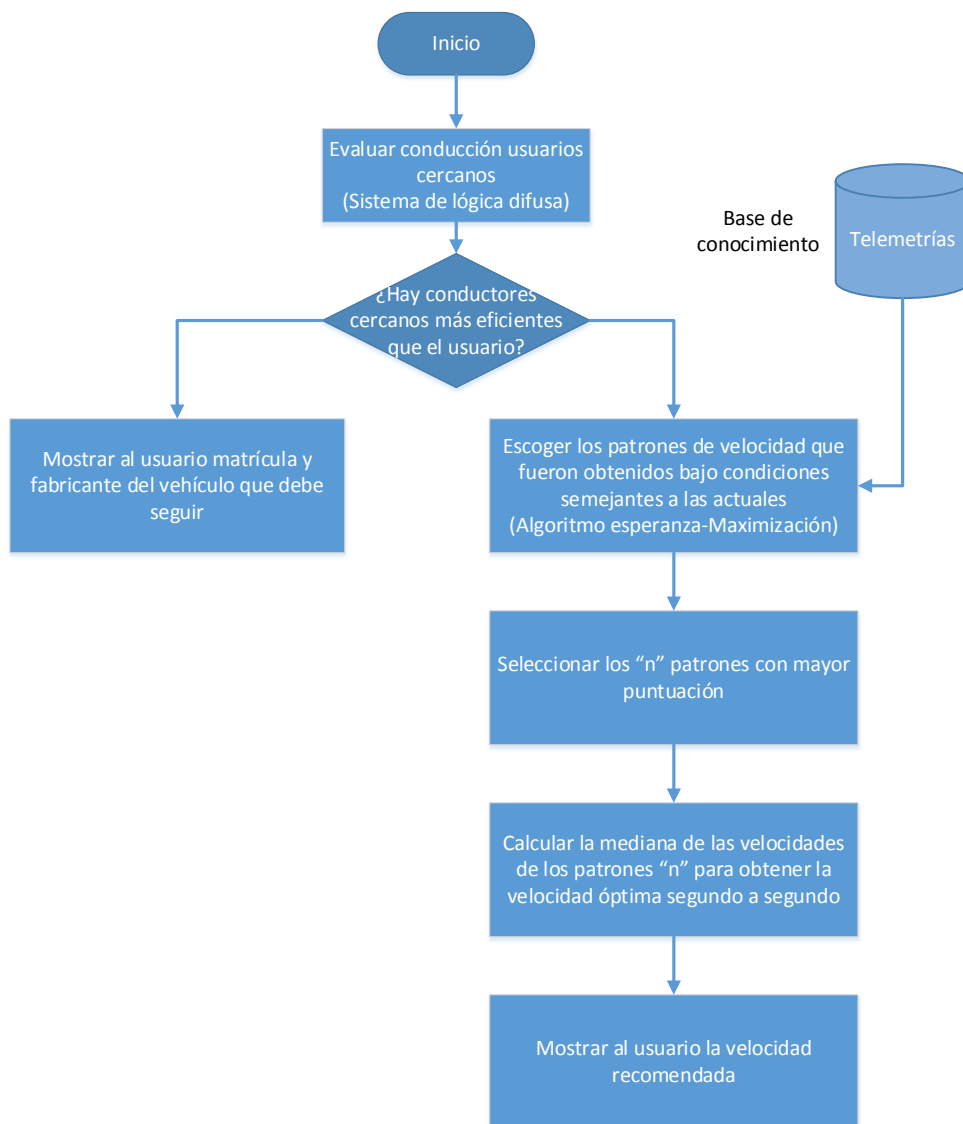 Inicio
Evaluar conducción usuarios
cercanos
(Sistema de lógica difusa)
Base de
conocimiento
Telemetrías
¿Hay conductores
cercanos más eficientes
que el usuario?
Mostrar al usuario matrícula y
fabricante del vehículo que debe
seguir
Escoger los patrones de velocidad que
fueron obtenidos bajo condiciones
semejantes a las actuales
(Algoritmo esperanza-Maximización)
Seleccionar los “n” patrones con mayor
puntuación
Calcular la mediana de las velocidades
de los patrones “n” para obtener la
velocidad óptima segundo a segundo
Mostrar al usuario la velocidad
recomendada